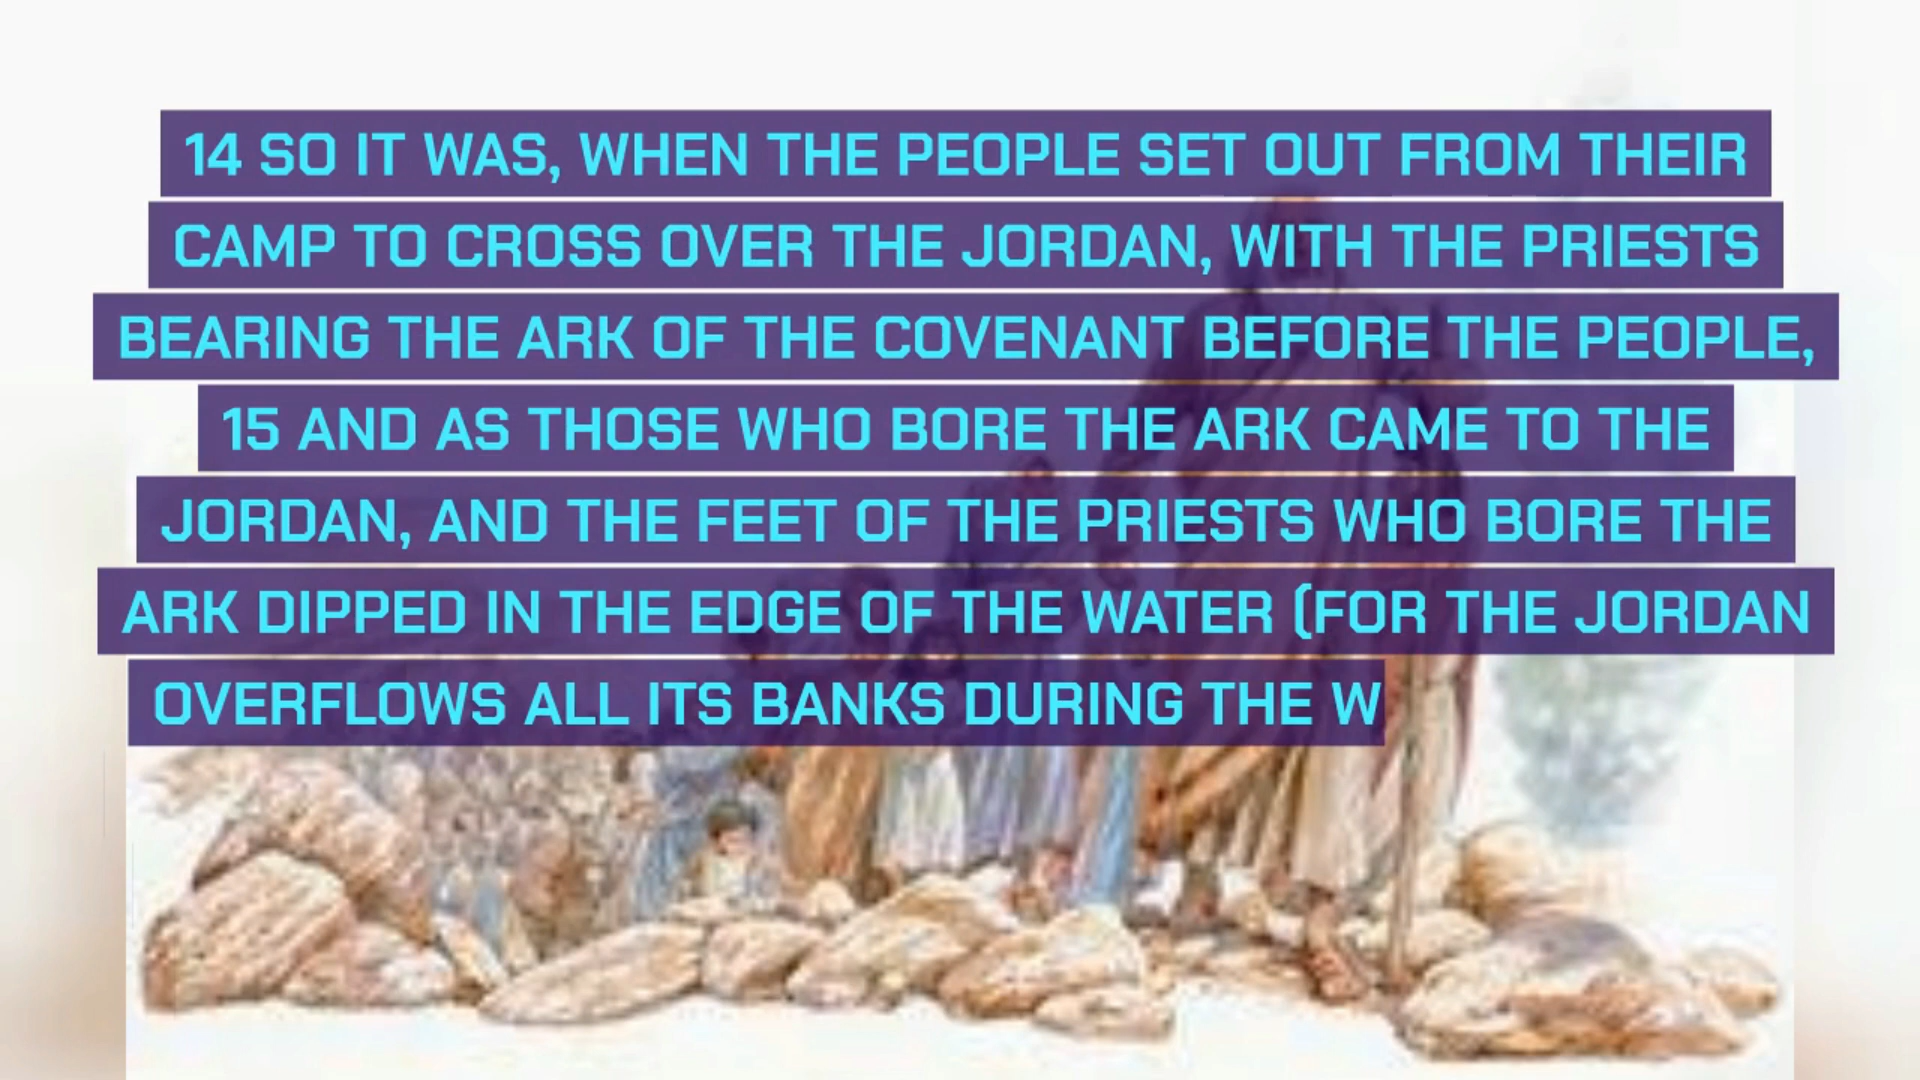 14 SO IT WAS, WHEN THE PEOPLE SET OUT FROM THEIR
CAMP TO CROSS OVER THE JORDAN, WITH THE PRIESTS
BEARING THE ARK OF THE COVENANT BEFORE THE PEOPLE,
15 AND AS THOSE WHO BORE THE ARK CAME TO THE
JORDAN, AND THE FEET OF THE PRIESTS WHO BORE THE
ARK DIPPED IN THE EDGE OF THE WATER (FOR THE JORDAN
OVERFLOWS ALL ITS BANKS DURING THE W